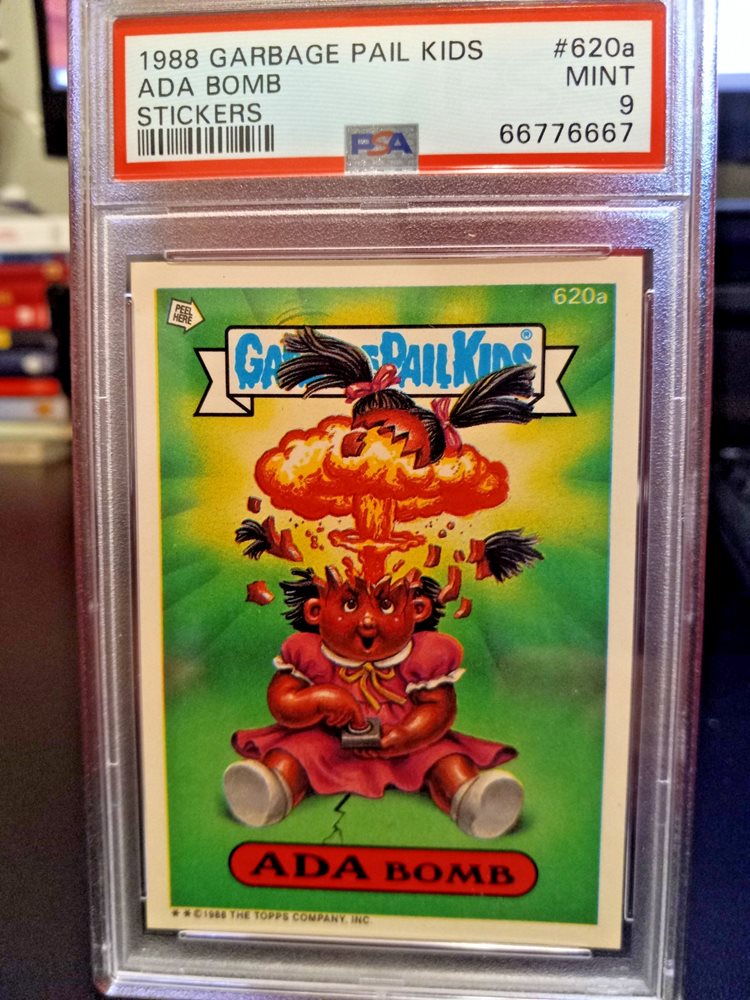 1988 GARBAGE PAIL KIDS #620a
ADA BOMB MINT
STICKERS 9
PSA 66776667
620a
PEEL
HERE
GA E PAIL KIDS ®
ADA BOMB
**©1988 THE TOPPS COMPANY, INC.